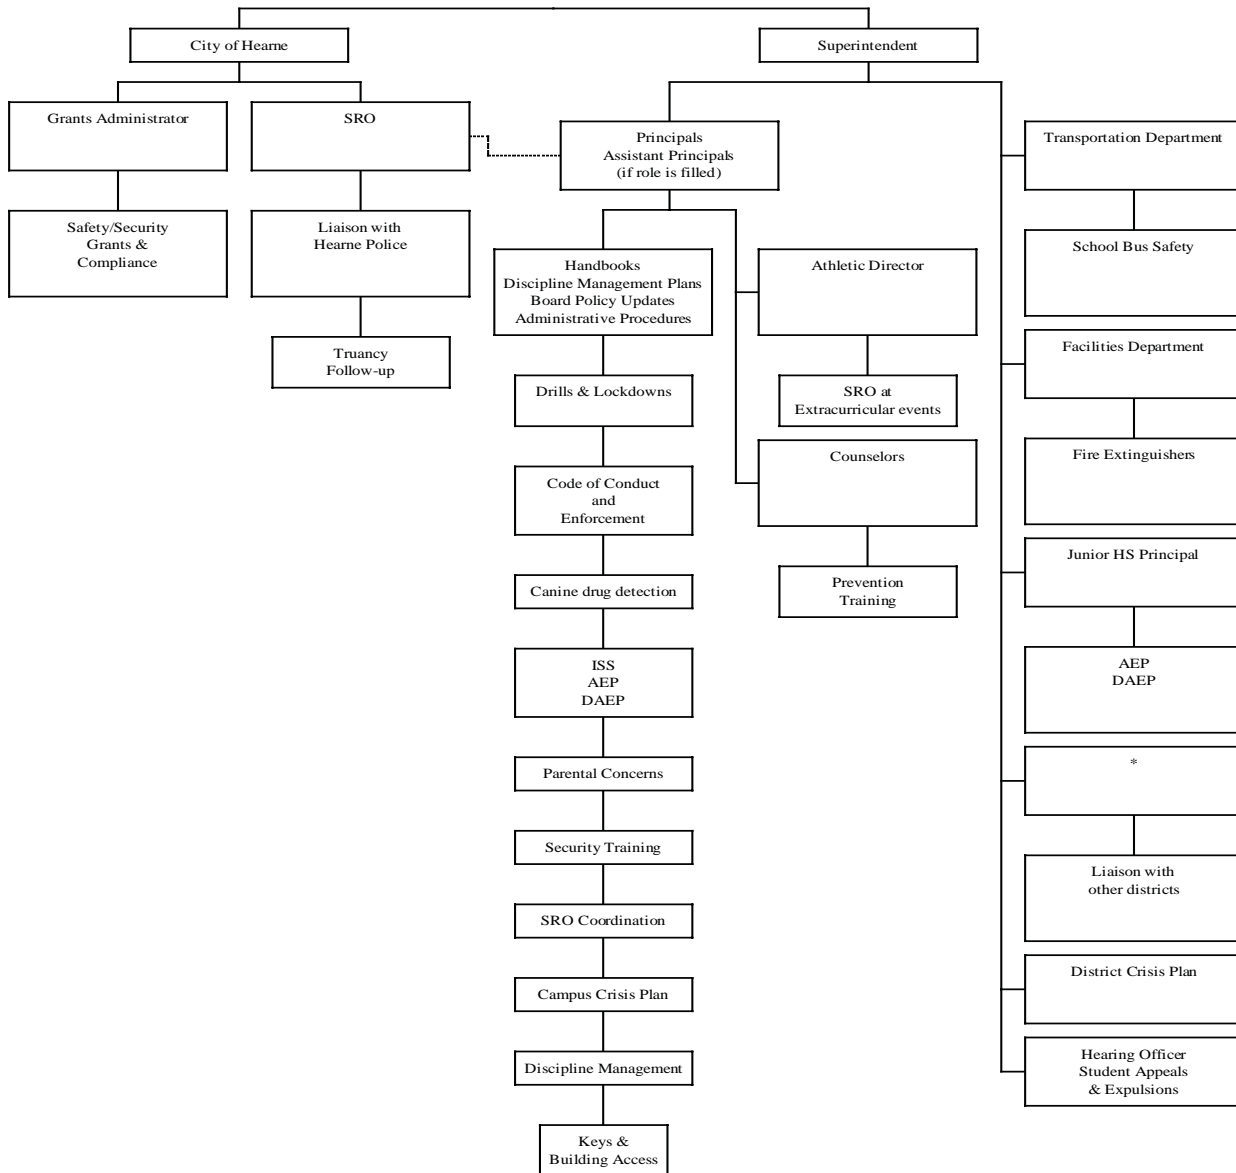 City of Hearne
Superintendent
Grants Administrator
SRO
Principals
Assistant Principals
(if role is filled)
Transportation Department
Safety/Security
Grants &
Compliance
Liaison with
Hearne Police
Handbooks
Discipline Management Plans
Board Policy Updates
Administrative Procedures
Athletic Director
School Bus Safety
Truancy
Follow-up
Facilities Department
Drills & Lockdowns
SRO at
Extracurricular events
Counselors
Fire Extinguishers
Code of Conduct
and
Enforcement
Junior HS Principal
Canine drug detection
Prevention
Training
ISS
AEP
DAEP
AEP
DAEP
*
Parental Concerns
Security Training
Liaison with
other districts
SRO Coordination
District Crisis Plan
Campus Crisis Plan
Hearing Officer
Student Appeals
& Expulsions
Discipline Management
Keys &
Building Access